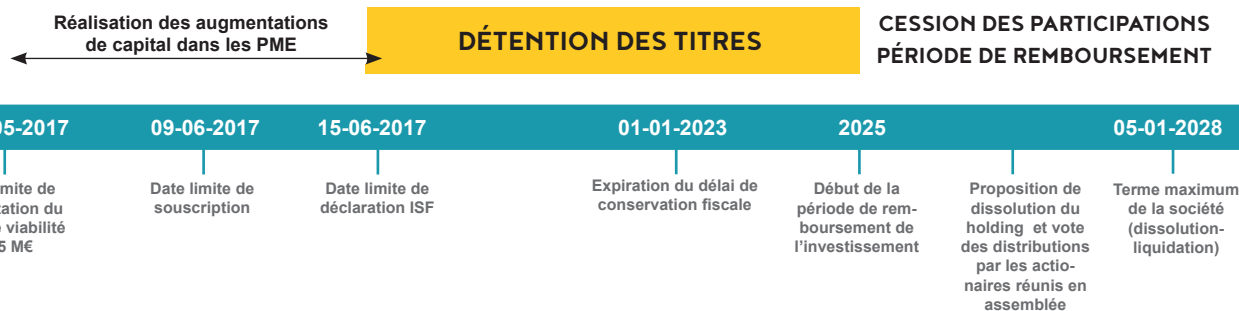 Réalisation des augmentations
de capital dans les PME
DÉTENTION DES TITRES
CESSION DES PARTICIPATIONS
PÉRIODE DE REMBOURSEMENT
05-2017
09-06-2017
15-06-2017
01-01-2023
2025
05-01-2028
de
du
viabilité
5 M€
Date limite de
souscription
Date limite de
déclaration ISF
Expiration du délai de
conservation fiscale
Début de la
période de rem-
boursement de
l’investissement
Proposition de
dissolution du
holding et vote
des distributions
par les actio-
naires réunis en
assemblée
Terme maximum
de la société
(dissolution-
liquidation)